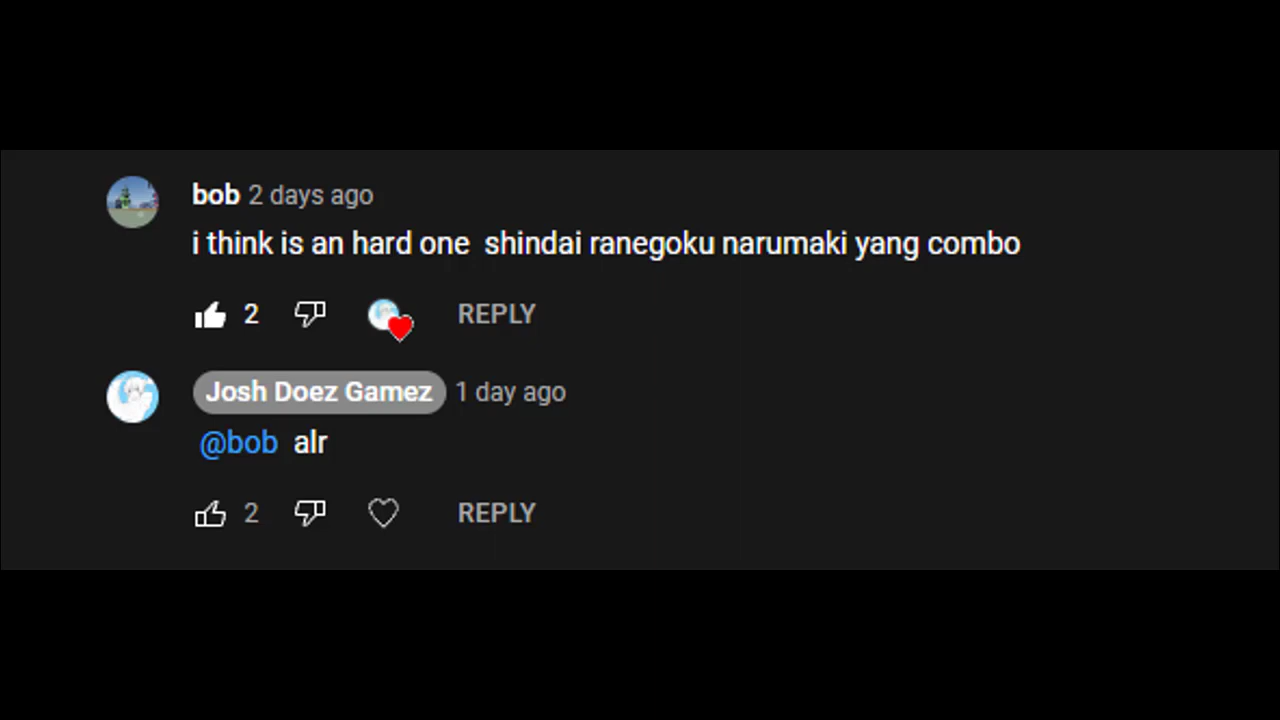 bob 2 days ago
i think is an hard one  shindai ranegoku narumaki yang combo
2 REPLY
Josh Doez Gamez 1 day ago
@bob  alr
2 REPLY